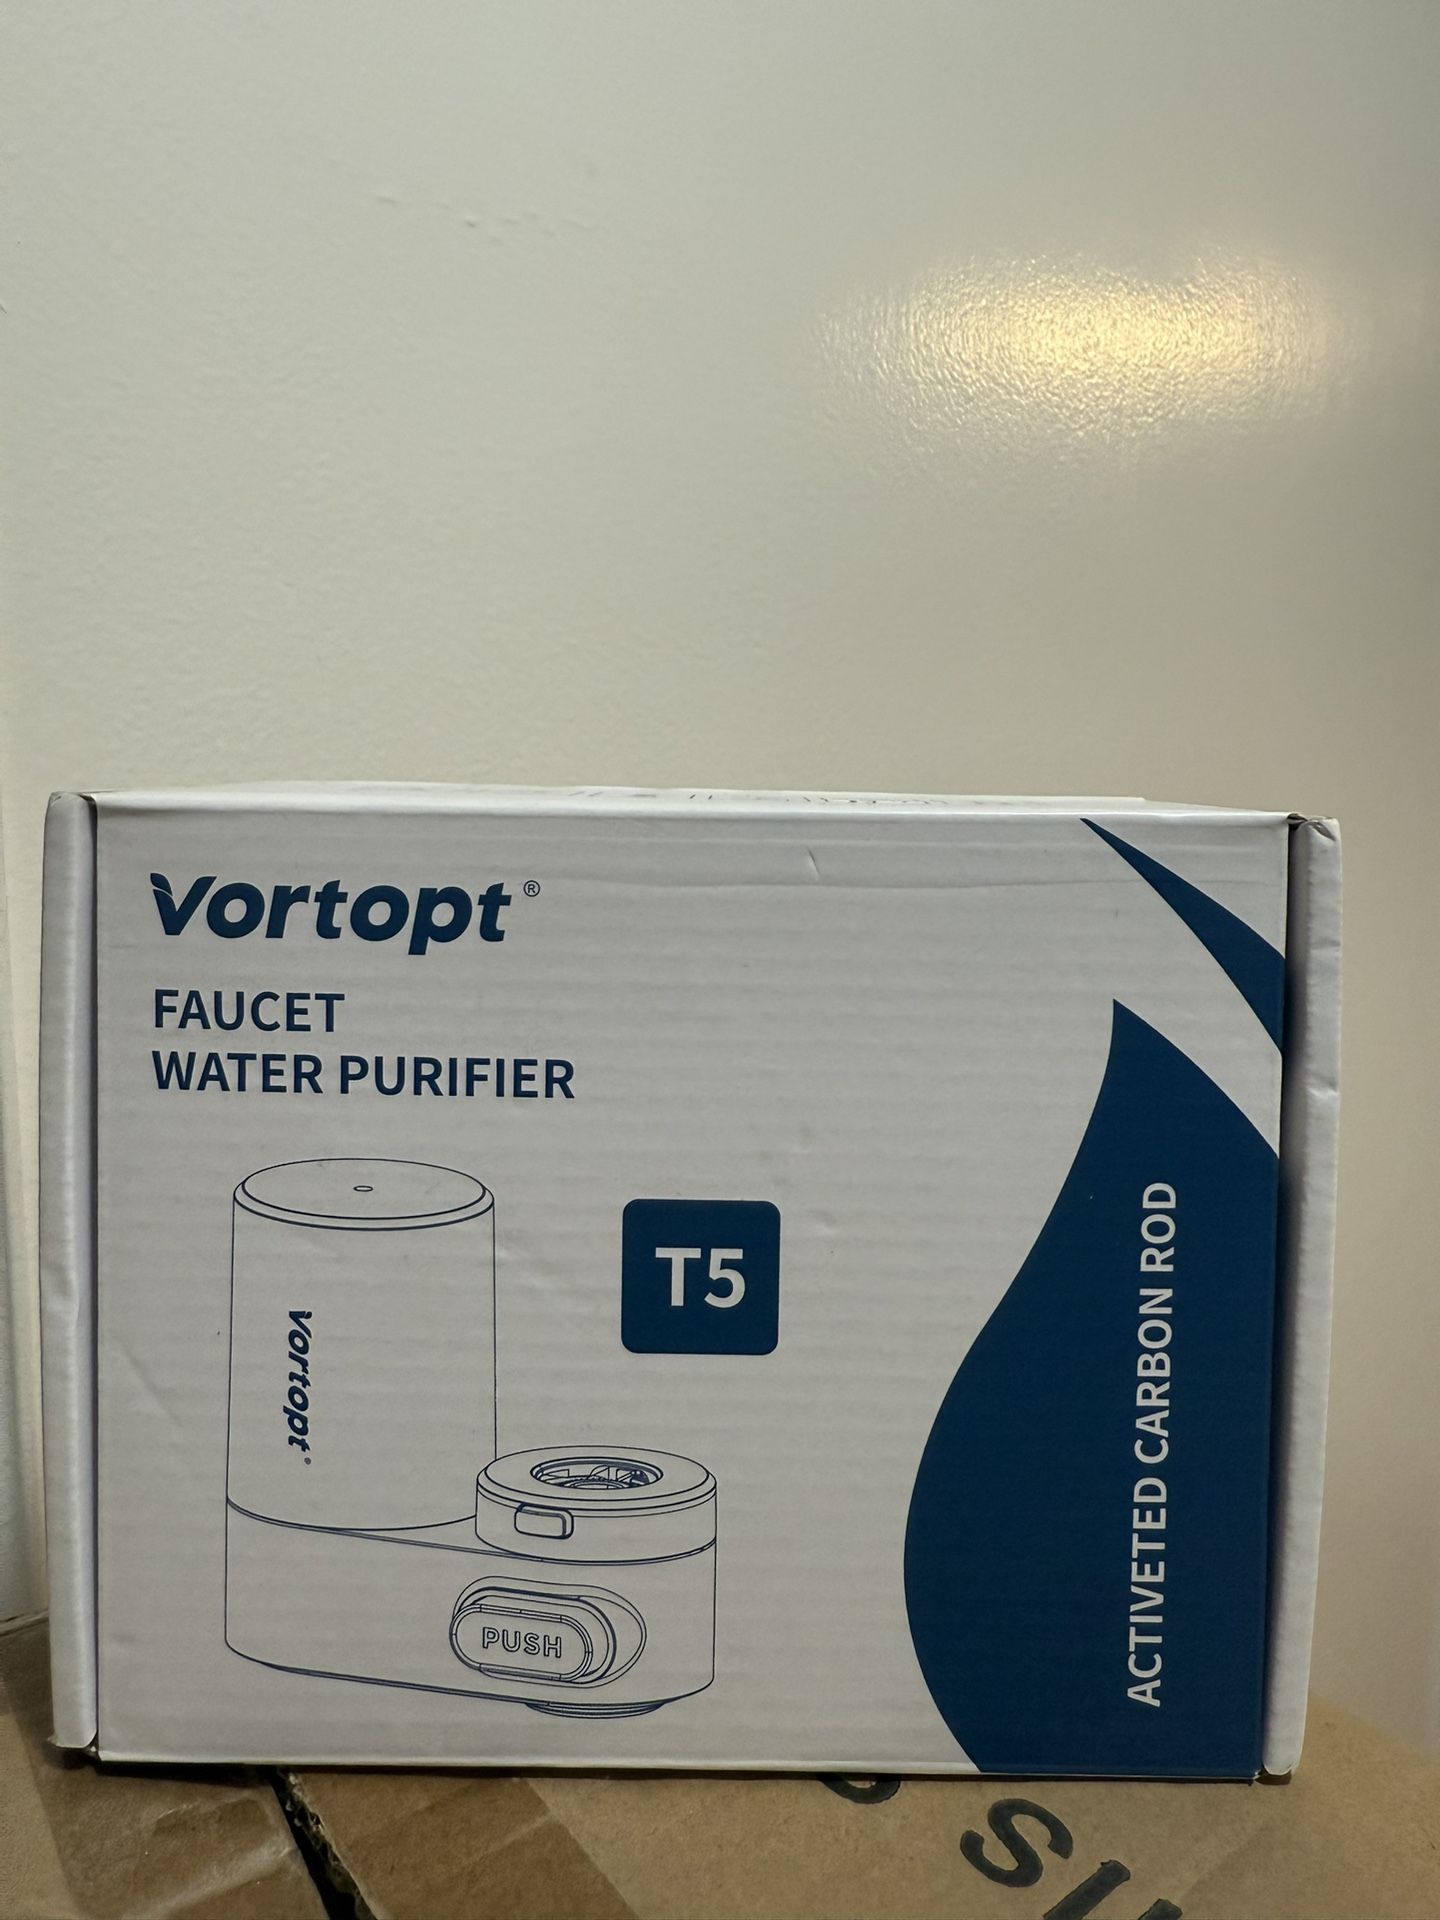 Vortopt®
FAUCET
WATER PURIFIER
T5
Vortopt
PUSH
ACTIVETED CARBON ROD